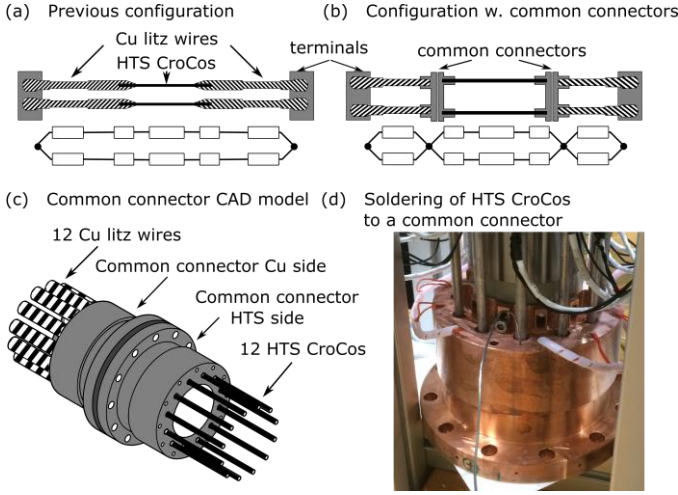 (a) Previous configuration
Cu litz wires
HTS CroCos
terminals
(b) Configuration w. common connectors
common connectors
(c) Common connector CAD model
12 Cu litz wires
Common connector Cu side
Common connector
HTS side
12 HTS CroCos
(d) Soldering of HTS CroCos
to a common connector